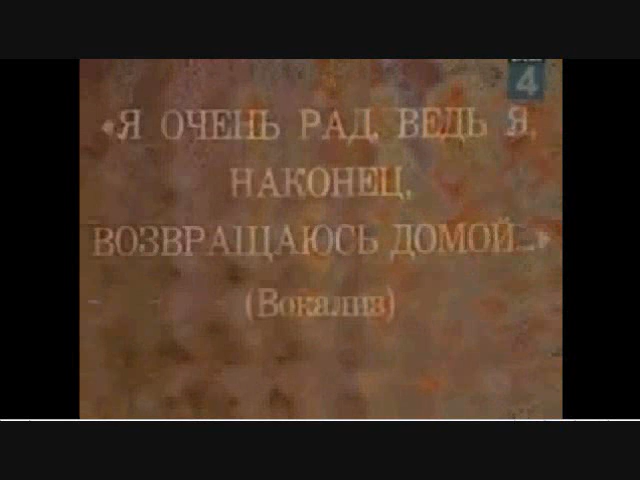 4
«Я ОЧЕНЬ РАД, ВЕДЬ Я,
НАКОНЕЦ,
ВОЗВРАЩАЮСЬ ДОМОЙ...»
(Вокализ)